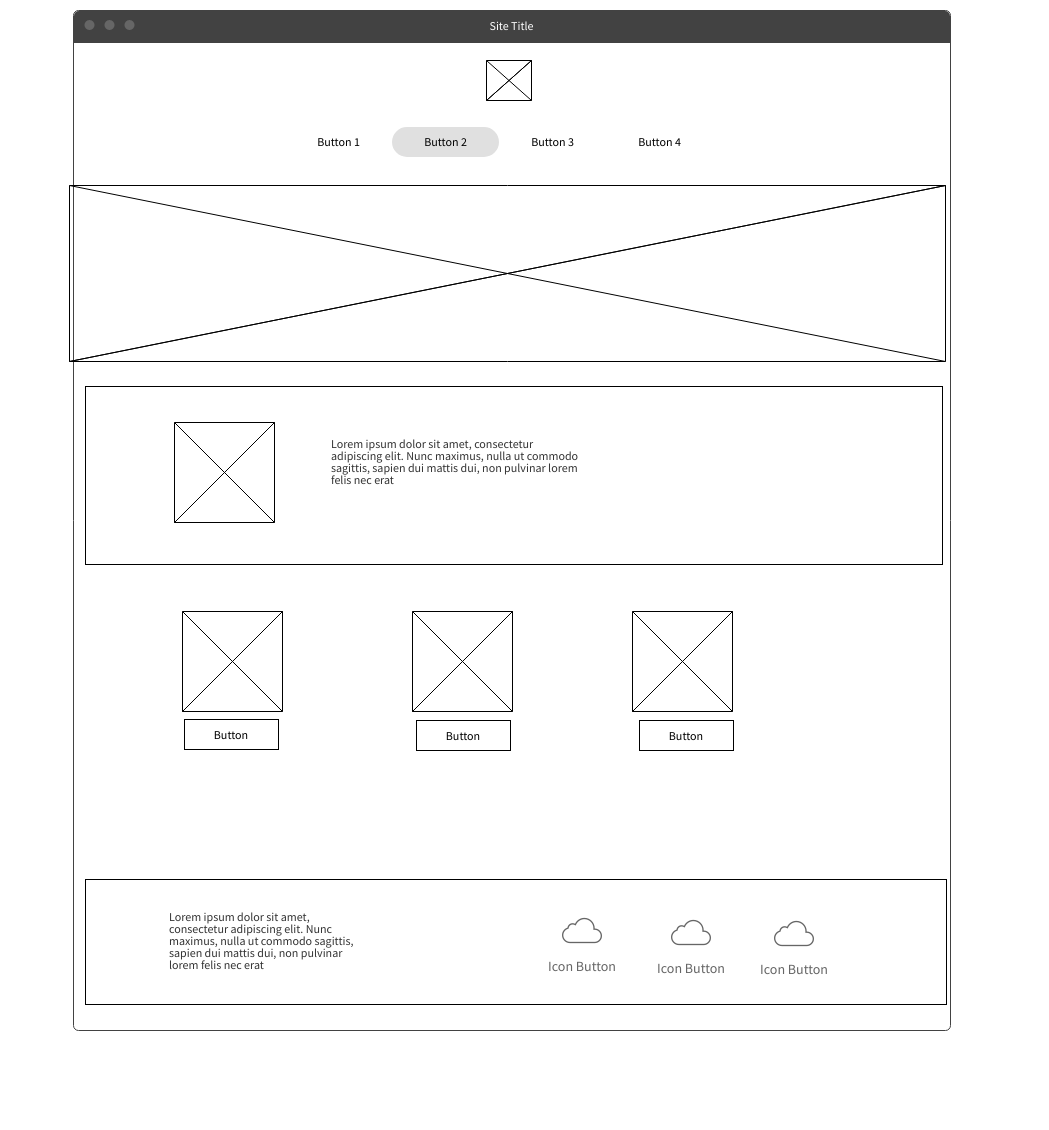 Site Title
Button 1
Button 2
Button 3
Button 4
Lorem ipsum dolor sit amet, consectetur
adipiscing elit. Nunc maximus, nulla ut commodo
sagittis, sapien dui mattis dui, non pulvinar lorem
felis nec erat
Button
Button
Button
Lorem ipsum dolor sit amet,
consectetur adipiscing elit. Nunc
maximus, nulla ut commodo sagittis,
sapien dui mattis dui, non pulvinar
lorem felis nec erat
Icon Button
Icon Button
Icon Button